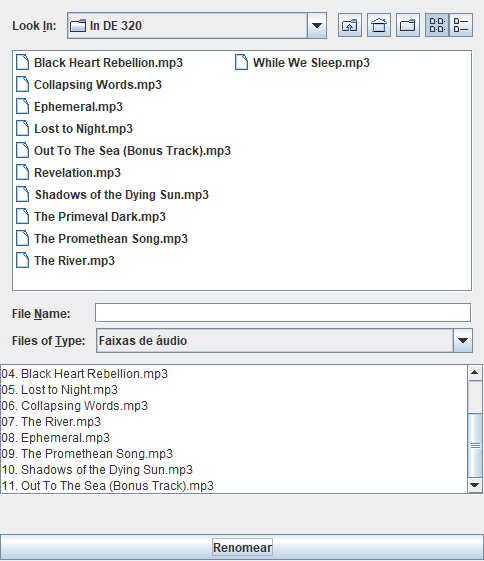 Look In: In DE 320
Black Heart Rebellion.mp3 While We Sleep.mp3
Collapsing Words.mp3
Ephemeral.mp3
Lost to Night.mp3
Out To The Sea (Bonus Track).mp3
Revelation.mp3
Shadows of the Dying Sun.mp3
The Primeval Dark.mp3
The Promethean Song.mp3
The River.mp3
File Name:
Files of Type: Faixas de áudio
04. Black Heart Rebellion.mp3
05. Lost to Night.mp3
06. Collapsing Words.mp3
07. The River.mp3
08. Ephemeral.mp3
09. The Promethean Song.mp3
10. Shadows of the Dying Sun.mp3
11. Out To The Sea (Bonus Track).mp3
Renomear